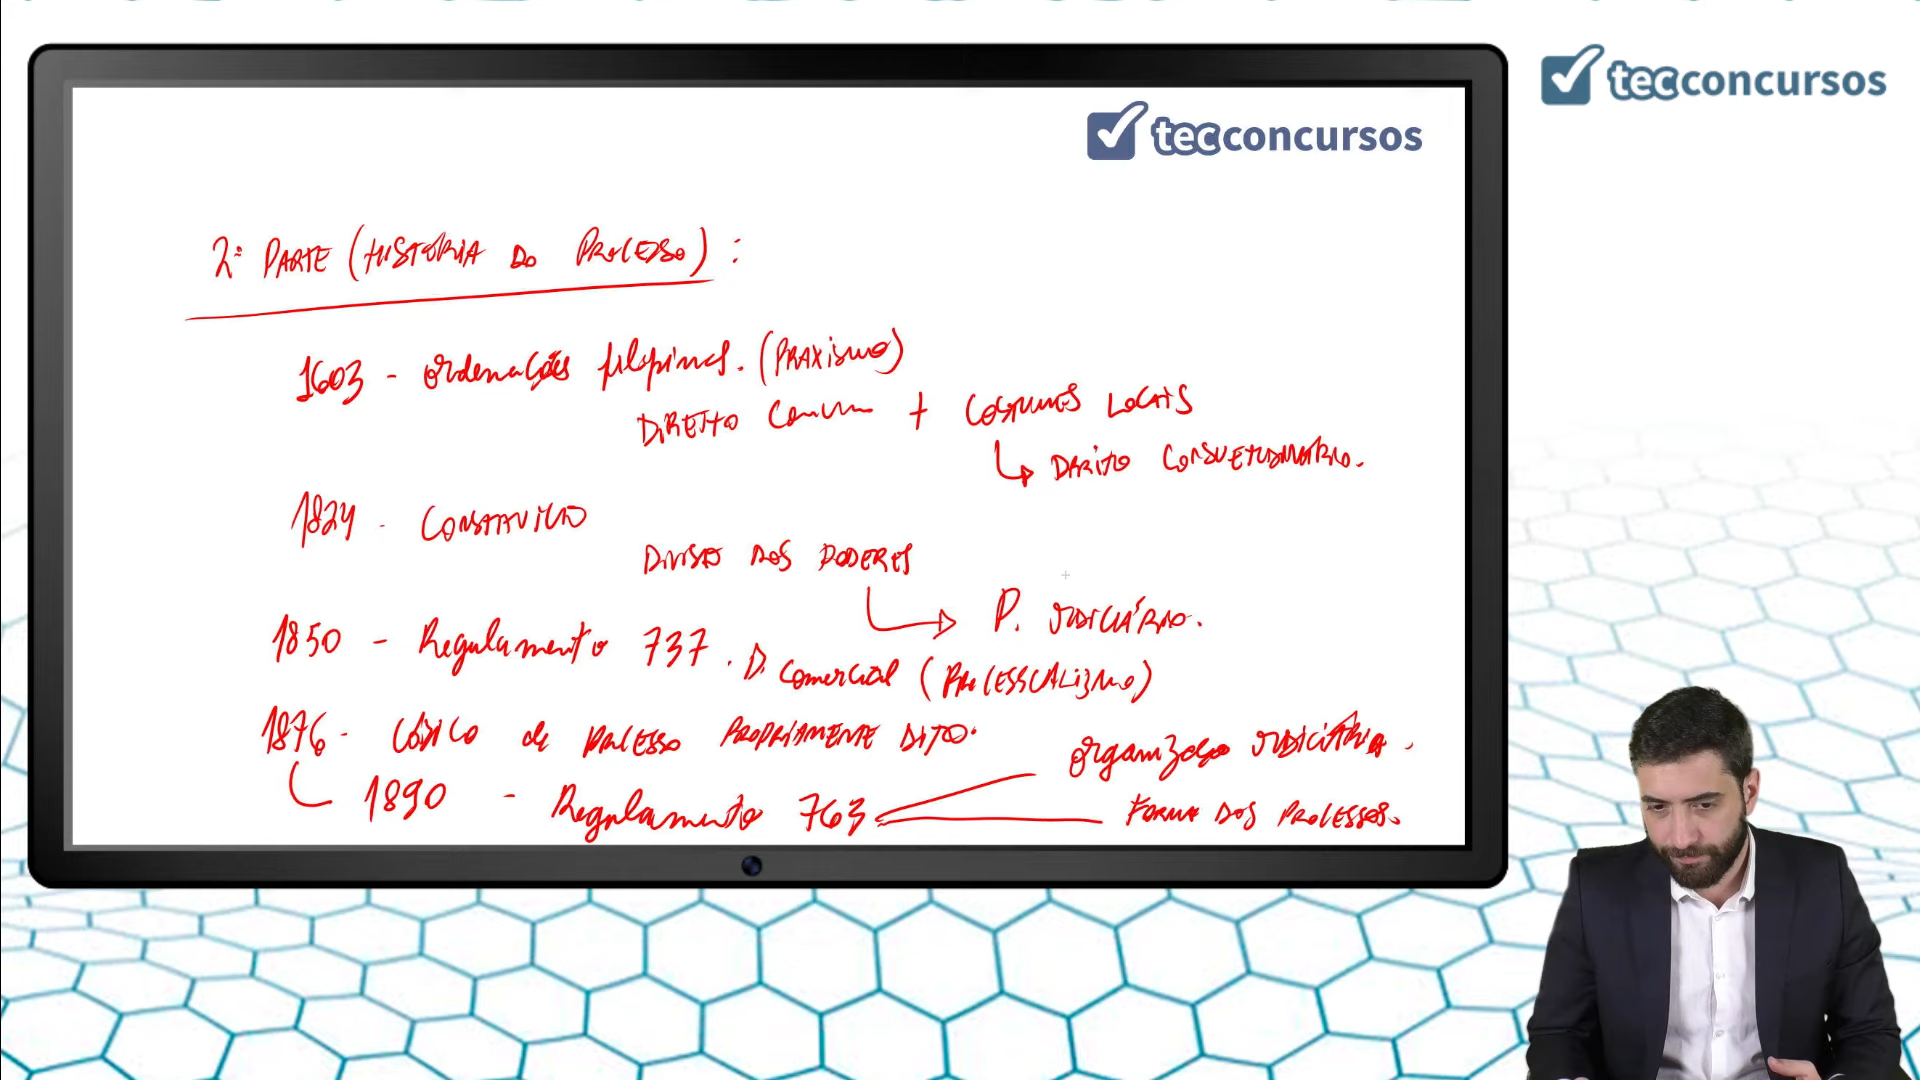 tecconcursos
tecconcursos
2ª PARTE (HISTÓRIA DO PROCESSO) :
1603 - Ordenações filipinas. (PRAXISMO)
DIREITO COMUM + COSTUMES LOCAIS
DIREITO CONSUETUDINÁRIO.
1824 - CONSTITUIÇÃO
DIVISÃO DOS PODERES
P. JUDICIÁRIO.
1850 - Regulamento 737. D. Comercial (PROCESSUALISMO)
1876 - CÓDIGO de PROCESSO PROPRIAMENTE DITO.
organização JUDICIÁRIA.
1890 - Regulamento 763
FORMA DOS PROCESSOS.